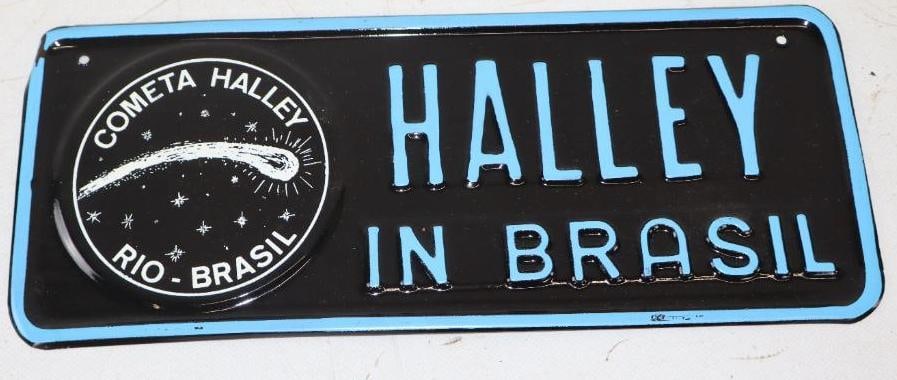 COMETA HALLEY
RIO - BRASIL
HALLEY
IN BRASIL